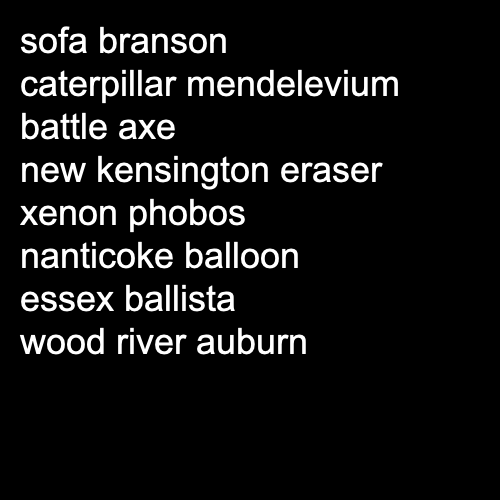 sofa branson
caterpillar mendelevium
battle axe
new kensington eraser
xenon phobos
nanticoke balloon
essex ballista
wood river auburn